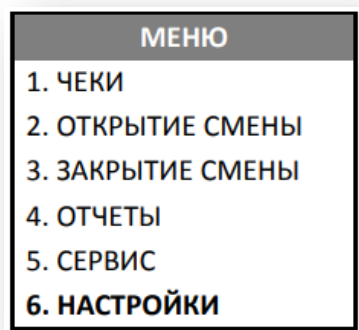 МЕНЮ
1. ЧЕКИ
2. ОТКРЫТИЕ СМЕНЫ
3. ЗАКРЫТИЕ СМЕНЫ
4. ОТЧЕТЫ
5. СЕРВИС
6. НАСТРОЙКИ